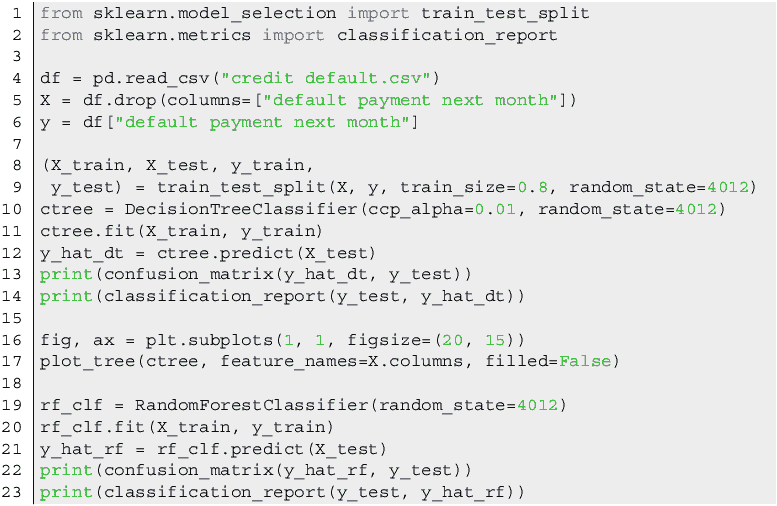 1 from sklearn.model_selection import train_test_split
2 from sklearn.metrics import classification_report
3
4 df = pd.read_csv("credit default.csv")
5 X = df.drop(columns=["default payment next month"])
6 y = df["default payment next month"]
7
8 (X_train, X_test, y_train,
9  y_test) = train_test_split(X, y, train_size=0.8, random_state=4012)
10 ctree = DecisionTreeClassifier(ccp_alpha=0.01, random_state=4012)
11 ctree.fit(X_train, y_train)
12 y_hat_dt = ctree.predict(X_test)
13 print(confusion_matrix(y_hat_dt, y_test))
14 print(classification_report(y_test, y_hat_dt))
15
16 fig, ax = plt.subplots(1, 1, figsize=(20, 15))
17 plot_tree(ctree, feature_names=X.columns, filled=False)
18
19 rf_clf = RandomForestClassifier(random_state=4012)
20 rf_clf.fit(X_train, y_train)
21 y_hat_rf = rf_clf.predict(X_test)
22 print(confusion_matrix(y_hat_rf, y_test))
23 print(classification_report(y_test, y_hat_rf))